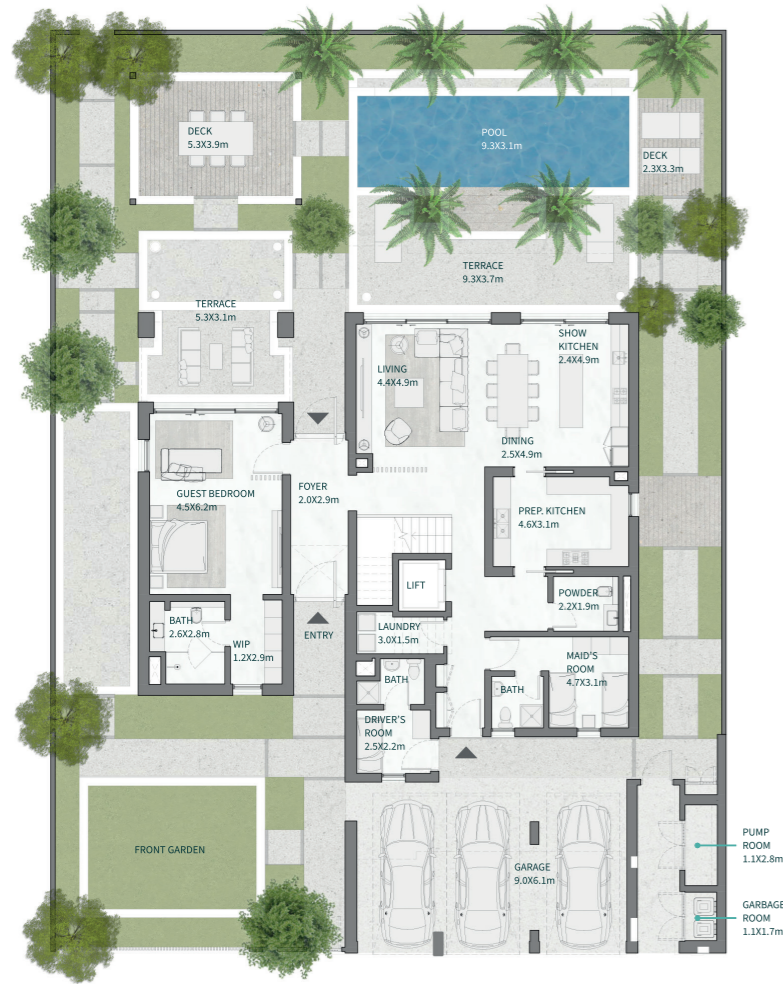 DECK
5.3X3.9m
POOL
9.3X3.1m
DECK
2.3X3.3m
TERRACE
9.3X3.7m
TERRACE
5.3X3.1m
SHOW
KITCHEN
2.4X4.9m
LIVING
4.4X4.9m
DINING
2.5X4.9m
GUEST BEDROOM
4.5X6.2m
FOYER
2.0X2.9m
PREP. KITCHEN
4.6X3.1m
LIFT
POWDER
2.2X1.9m
BATH
2.6X2.8m
WIP
1.2X2.9m
ENTRY
LAUNDRY
3.0X1.5m
MAID'S
ROOM
4.7X3.1m
BATH
BATH
DRIVER'S
ROOM
2.5X2.2m
FRONT GARDEN
GARAGE
9.0X6.1m
PUMP
ROOM
1.1X2.8m
GARBAGE
ROOM
1.1X1.7m